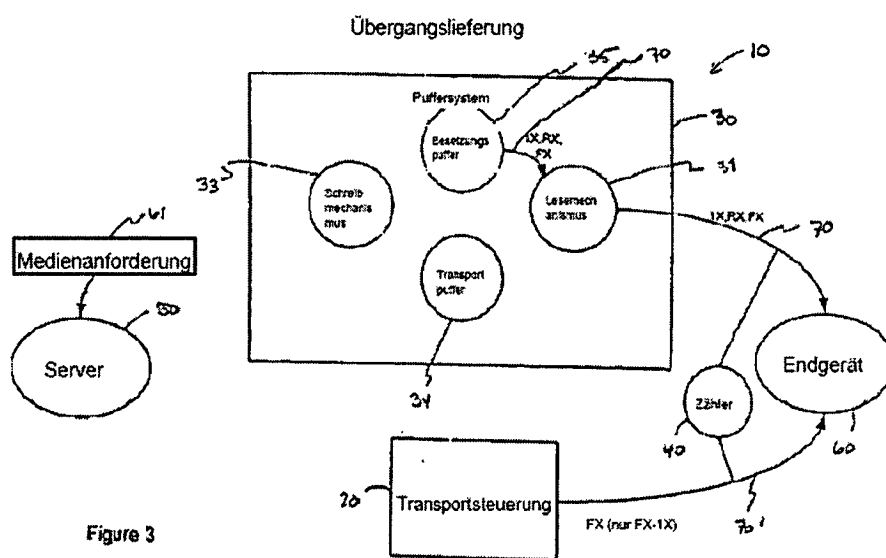 Übergangslieferung
10
35
70
Puffersystem
30
Besetzungs
puffer
1X,RX,
FX
31
33
Schreib
mechanis
mus
Lesemech
anismus
1X,RX,FX
70
61
Medienanforderung
Transport
puffer
50
Server
34
Endgerät
Zähler
40
60
20
Transportsteuerung
70'
FX (nur FX-1X)
Figure 3